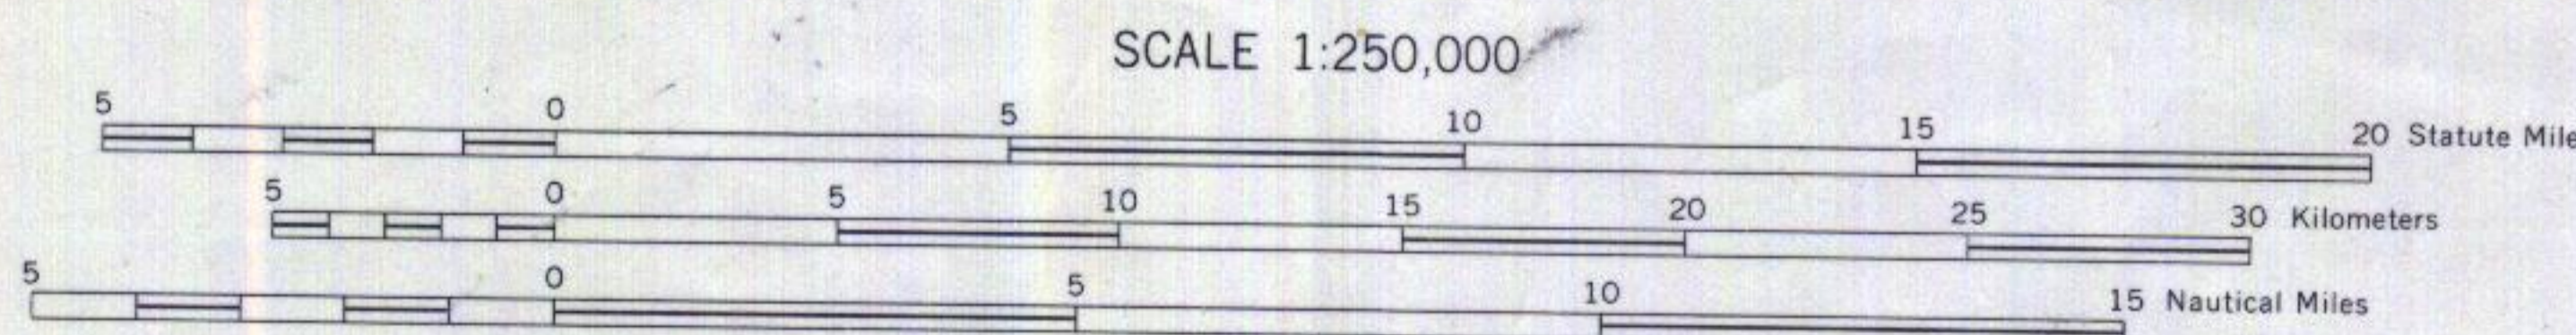 SCALE 1:250,000
5 0 5 10 15 20 Statute Mile
5 0 5 10 15 20 25 30 Kilometers
5 0 5 10 15 Nautical Miles